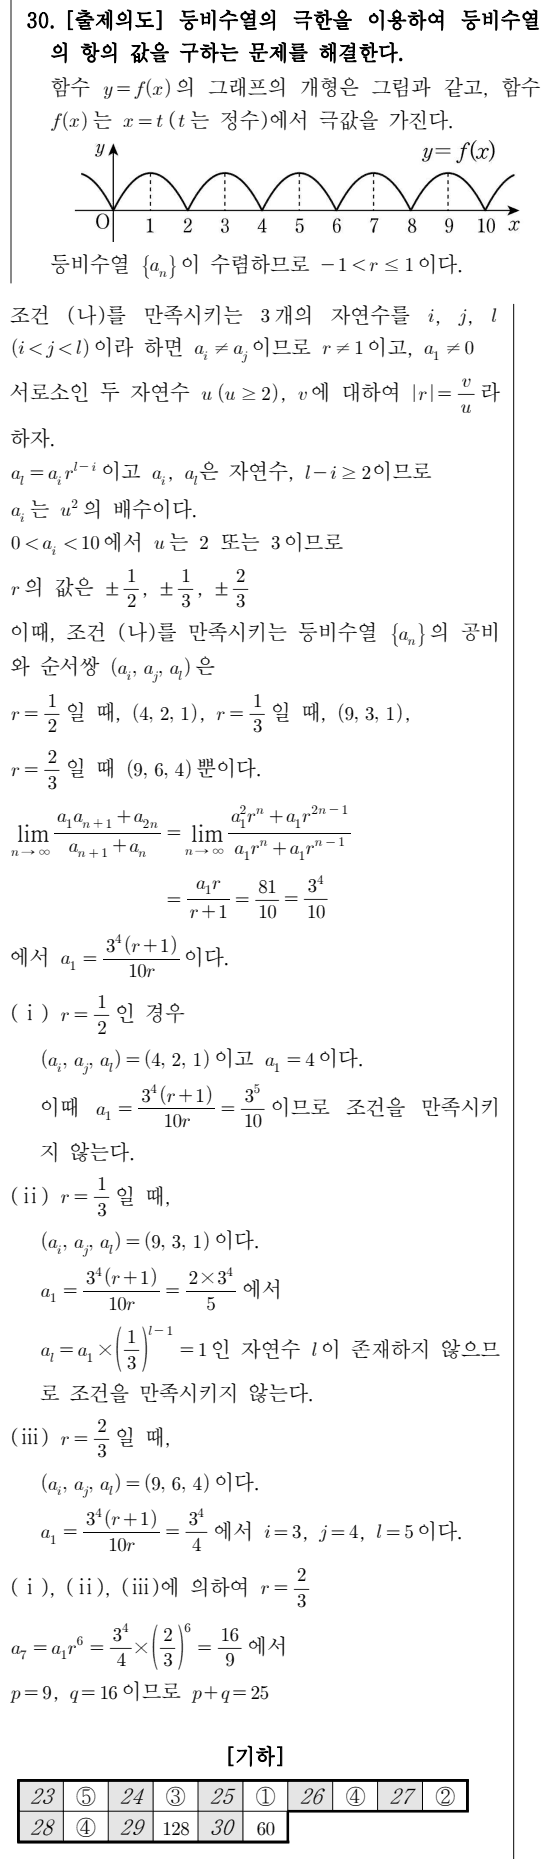 30. [출제의도] 등비수열의 극한을 이용하여 등비수열
의 항의 값을 구하는 문제를 해결한다.
함수 y=f(x)의 그래프의 개형은 그림과 같고, 함수
f(x)는 x=t (t는 정수)에서 극값을 가진다.
y
y=f(x)
O 1 2 3 4 5 6 7 8 9 10 x
등비수열 {aₙ}이 수렴하므로 −1<r≤1이다.
조건 (나)를 만족시키는 3개의 자연수를 i, j, l
(i<j<l)이라 하면 aᵢ≠aⱼ이므로 r≠1이고, a₁≠0
서로소인 두 자연수 u (u≥2), v에 대하여 |r|=v/u라
하자.
a_l=aᵢr^(l−i)이고 aᵢ, a_l은 자연수, l−i≥2이므로
aᵢ는 u²의 배수이다.
0<aᵢ<10에서 u는 2 또는 3이므로
r의 값은 ±1/2, ±1/3, ±2/3
이때, 조건 (나)를 만족시키는 등비수열 {aₙ}의 공비
와 순서쌍 (aᵢ, aⱼ, a_l)은
r=1/2일 때, (4, 2, 1), r=1/3일 때, (9, 3, 1),
r=2/3일 때 (9, 6, 4)뿐이다.
lim_(n→∞) (a₁a_(n+1)+a_(2n))/(a_(n+1)+aₙ) = lim_(n→∞) (a₁²rⁿ+a₁r^(2n−1))/(a₁rⁿ+a₁r^(n−1))
= a₁r/(r+1) = 81/10 = 3⁴/10
에서 a₁=3⁴(r+1)/10r이다.
(ⅰ) r=1/2인 경우
(aᵢ, aⱼ, a_l)=(4, 2, 1)이고 a₁=4이다.
이때 a₁=3⁴(r+1)/10r=3⁵/10이므로 조건을 만족시키
지 않는다.
(ⅱ) r=1/3일 때,
(aᵢ, aⱼ, a_l)=(9, 3, 1)이다.
a₁=3⁴(r+1)/10r=(2×3⁴)/5에서
a_l=a₁×(1/3)^(l−1)=1인 자연수 l이 존재하지 않으므
로 조건을 만족시키지 않는다.
(ⅲ) r=2/3일 때,
(aᵢ, aⱼ, a_l)=(9, 6, 4)이다.
a₁=3⁴(r+1)/10r=3⁴/4에서 i=3, j=4, l=5이다.
(ⅰ), (ⅱ), (ⅲ)에 의하여 r=2/3
a₇=a₁r⁶=3⁴/4×(2/3)⁶=16/9에서
p=9, q=16이므로 p+q=25
[기하]
23 ⑤ 24 ③ 25 ① 26 ④ 27 ②
28 ④ 29 128 30 60